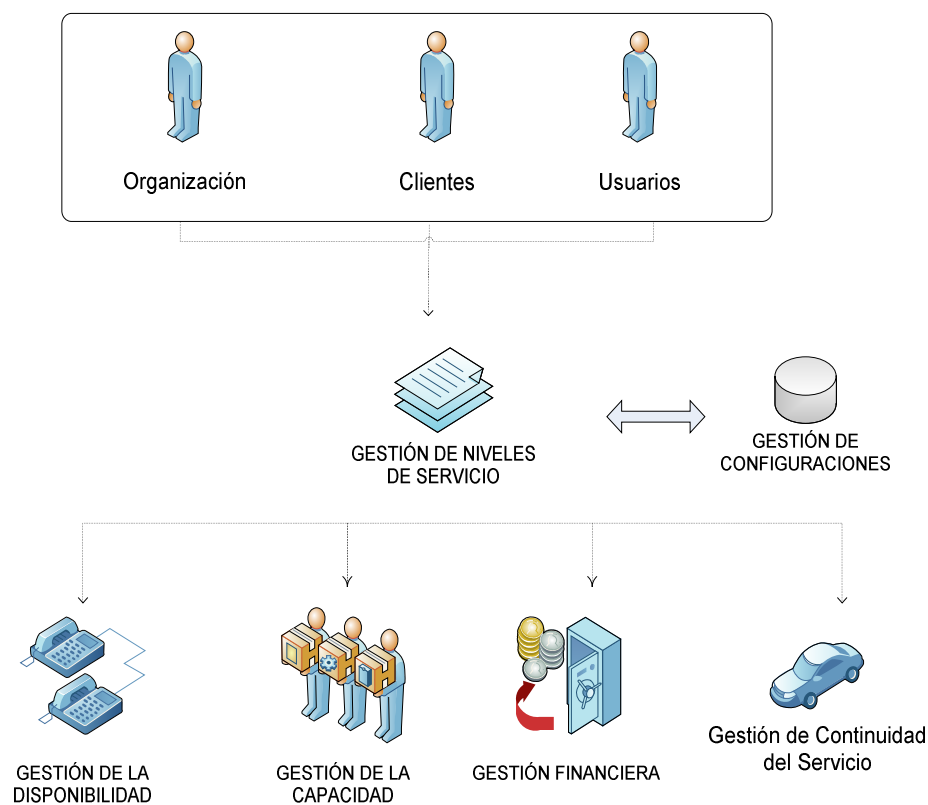 Organización
Clientes
Usuarios
GESTIÓN DE NIVELES
DE SERVICIO
GESTIÓN DE
CONFIGURACIONES
GESTIÓN DE LA
DISPONIBILIDAD
GESTIÓN DE LA
CAPACIDAD
GESTIÓN FINANCIERA
Gestión de Continuidad
del Servicio